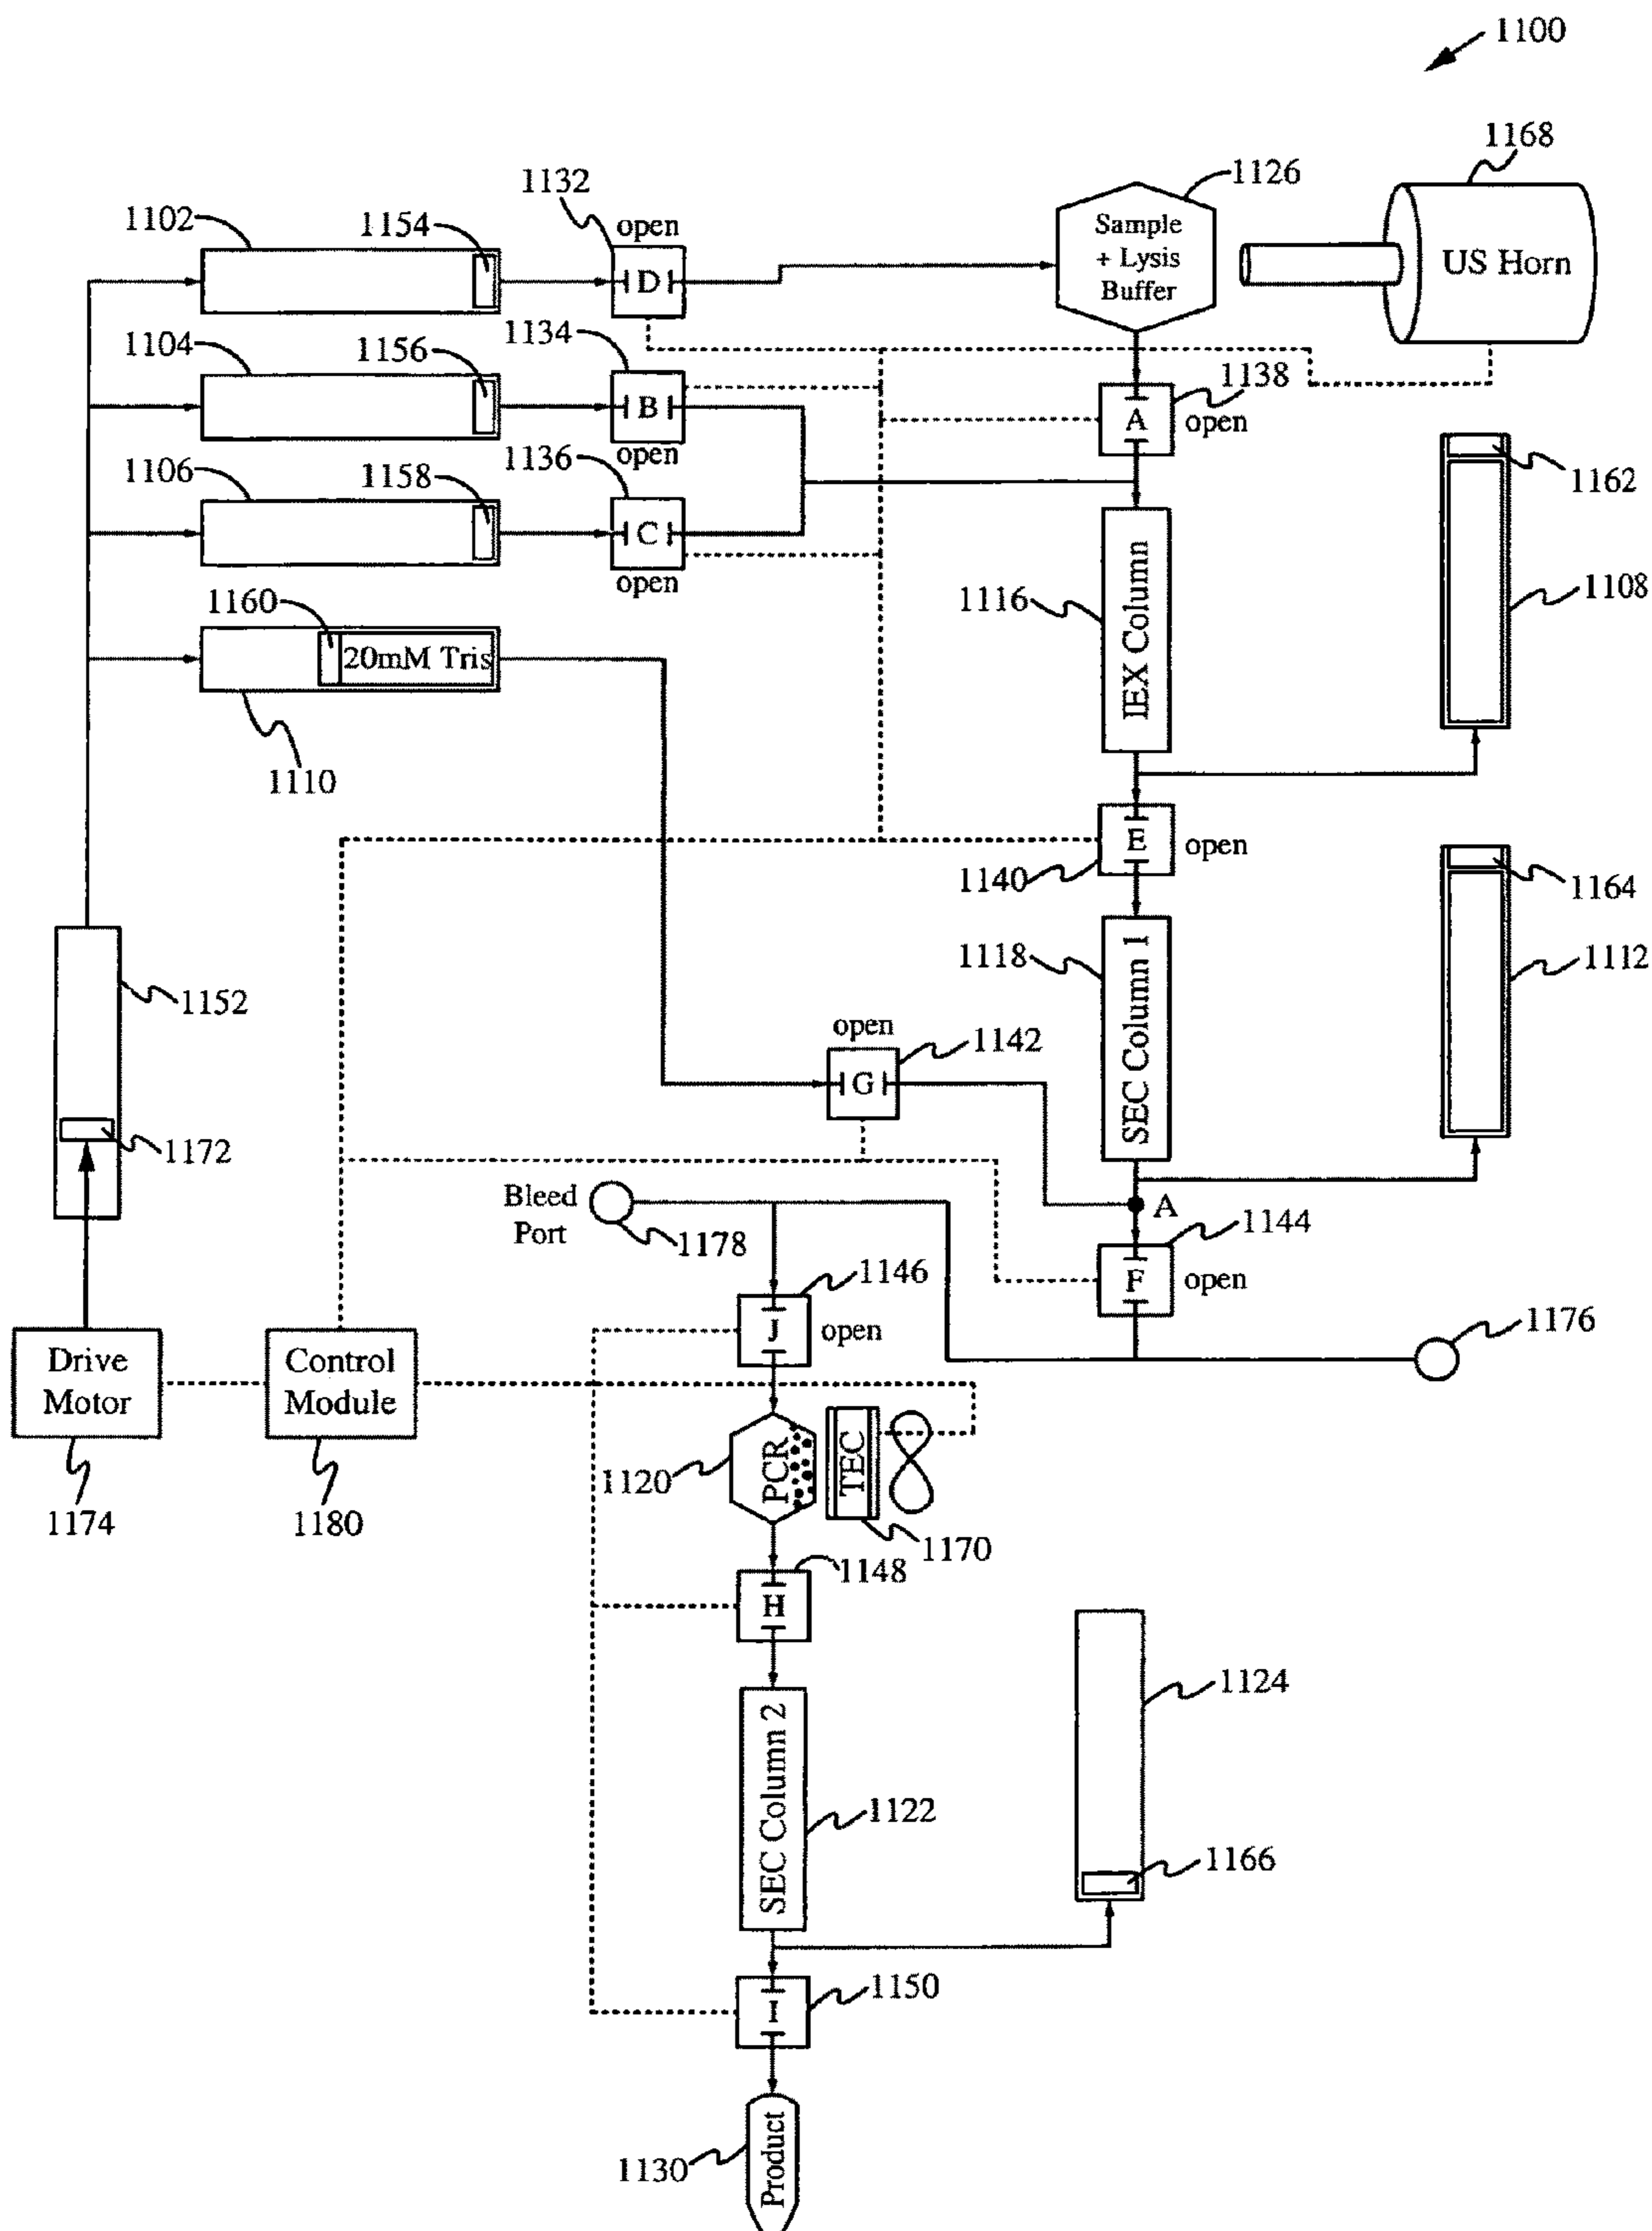 1100
1168
1126
1132
open
1102
1154
D
Sample
+ Lysis
Buffer
US Horn
1134
1104
1156
B
open
1138
A
open
1136
1106
1158
C
open
1162
1160
20mM Tris
1110
1116
IEX Column
1108
E
open
1140
1164
1118
SEC Column 1
1112
1152
open
1142
G
1172
Bleed
Port
1178
A
1144
1146
F
open
J
open
1176
Drive
Motor
Control
Module
1120
PCR
TEC
1174
1180
1170
1148
H
1124
SEC Column 2
1122
1166
1150
I
1130
Product